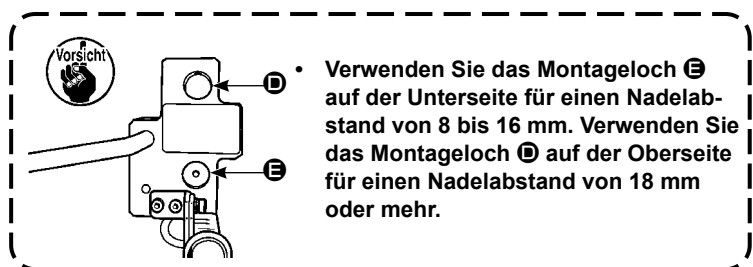 Vorsicht
D
E
• Verwenden Sie das Montageloch E
auf der Unterseite für einen Nadelab-
stand von 8 bis 16 mm. Verwenden Sie
das Montageloch D auf der Oberseite
für einen Nadelabstand von 18 mm
oder mehr.